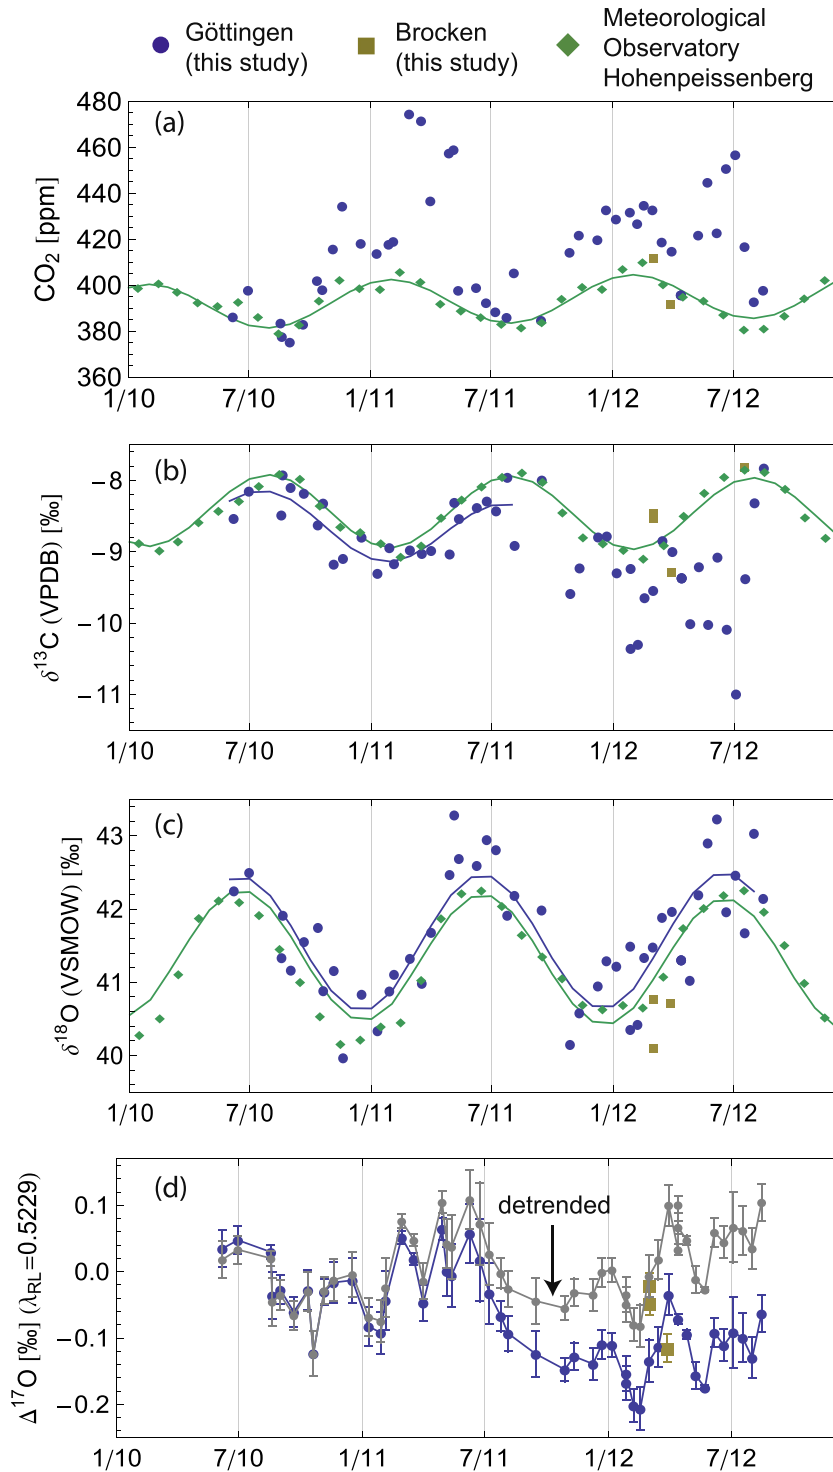 Göttingen
(this study)
Brocken
(this study)
Meteorological
Observatory
Hohenpeissenberg
(a)
CO₂ [ppm]
480
460
440
420
400
380
360
1/10 7/10 1/11 7/11 1/12 7/12
(b)
δ¹³C (VPDB) [‰]
−8
−9
−10
−11
1/10 7/10 1/11 7/11 1/12 7/12
(c)
δ¹⁸O (VSMOW) [‰]
43
42
41
40
1/10 7/10 1/11 7/11 1/12 7/12
(d)
detrended
Δ¹⁷O [‰] (λRL=0.5229)
0.1
0.0
−0.1
−0.2
1/10 7/10 1/11 7/11 1/12 7/12